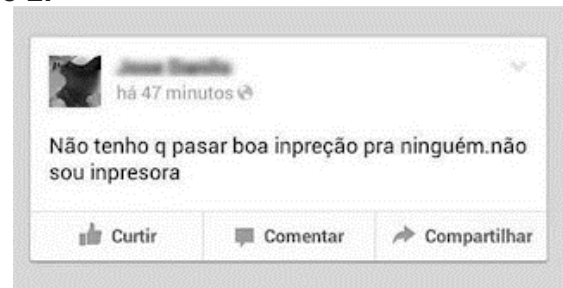 há 47 minutos
Não tenho q pasar boa inpreção pra ninguém.não
sou inpresora
Curtir Comentar Compartilhar